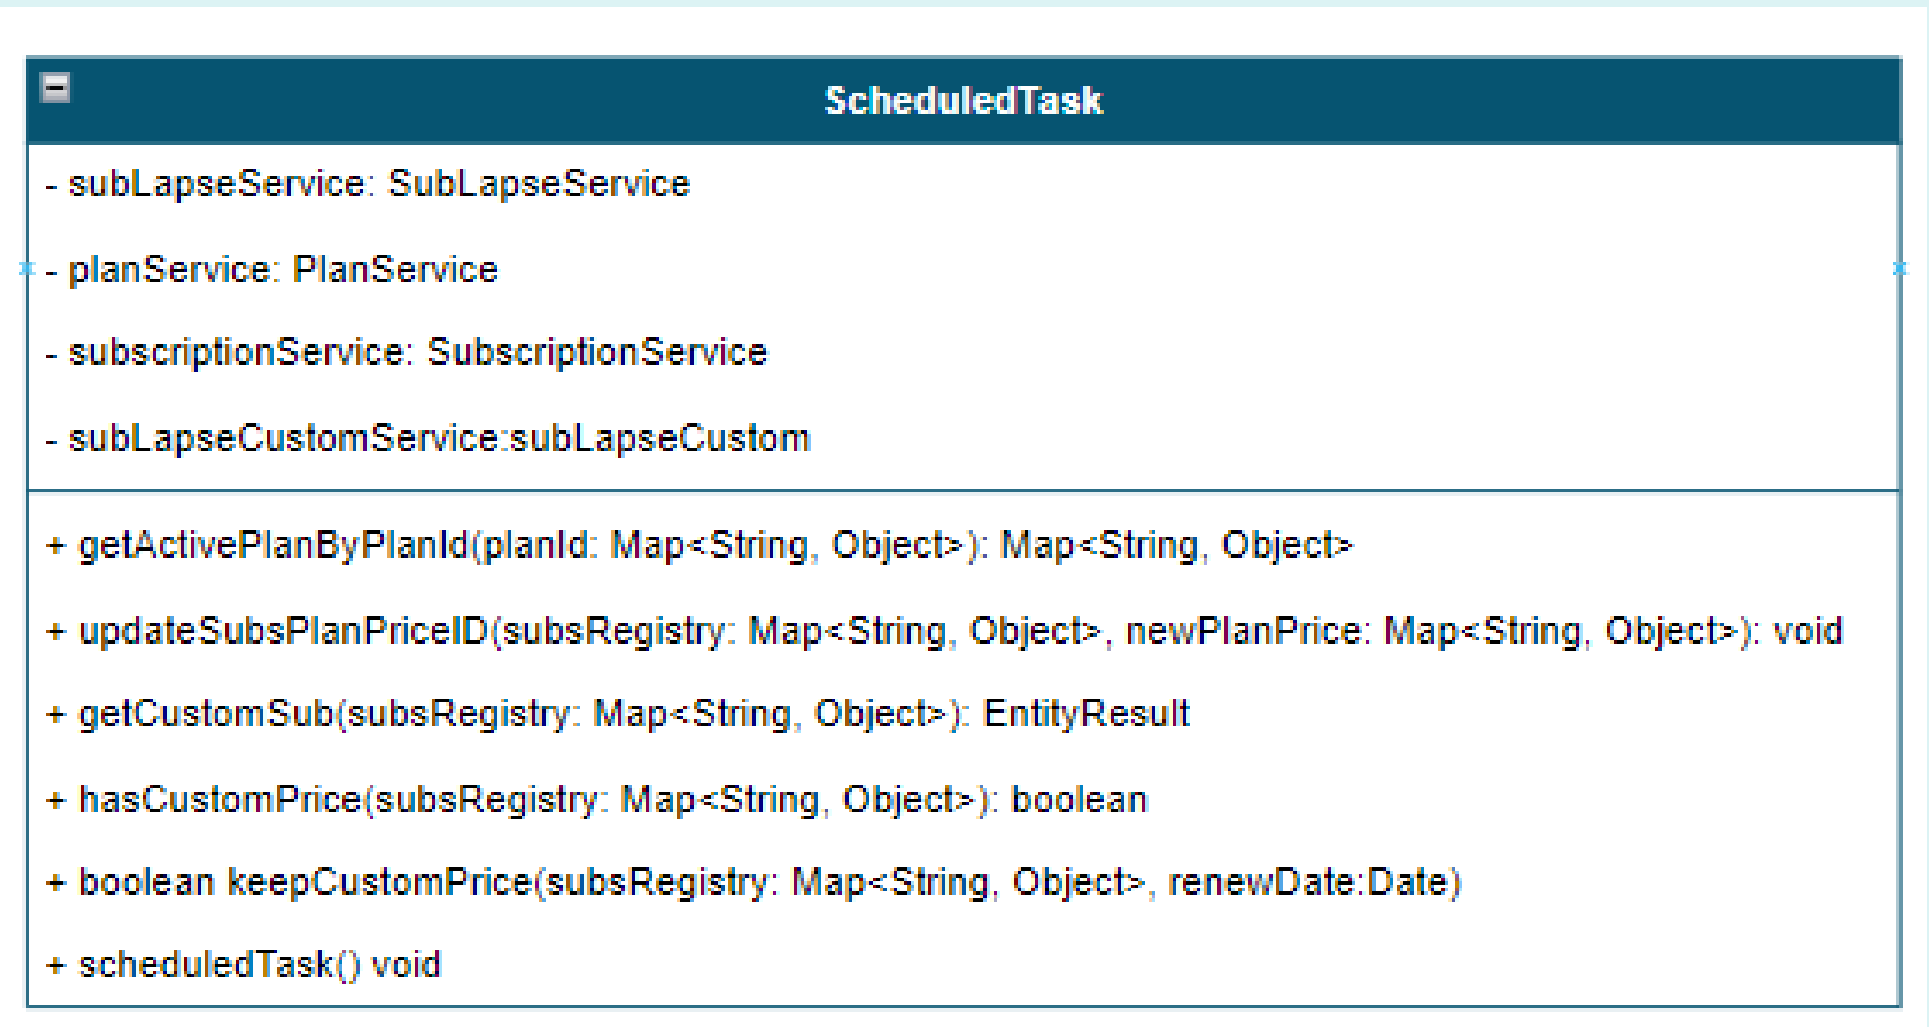 ScheduledTask
- subLapseService: SubLapseService
- planService: PlanService
- subscriptionService: SubscriptionService
- subLapseCustomService:subLapseCustom
+ getActivePlanByPlanId(planId: Map<String, Object>): Map<String, Object>
+ updateSubsPlanPriceID(subsRegistry: Map<String, Object>, newPlanPrice: Map<String, Object>): void
+ getCustomSub(subsRegistry: Map<String, Object>): EntityResult
+ hasCustomPrice(subsRegistry: Map<String, Object>): boolean
+ boolean keepCustomPrice(subsRegistry: Map<String, Object>, renewDate:Date)
+ scheduledTask() void